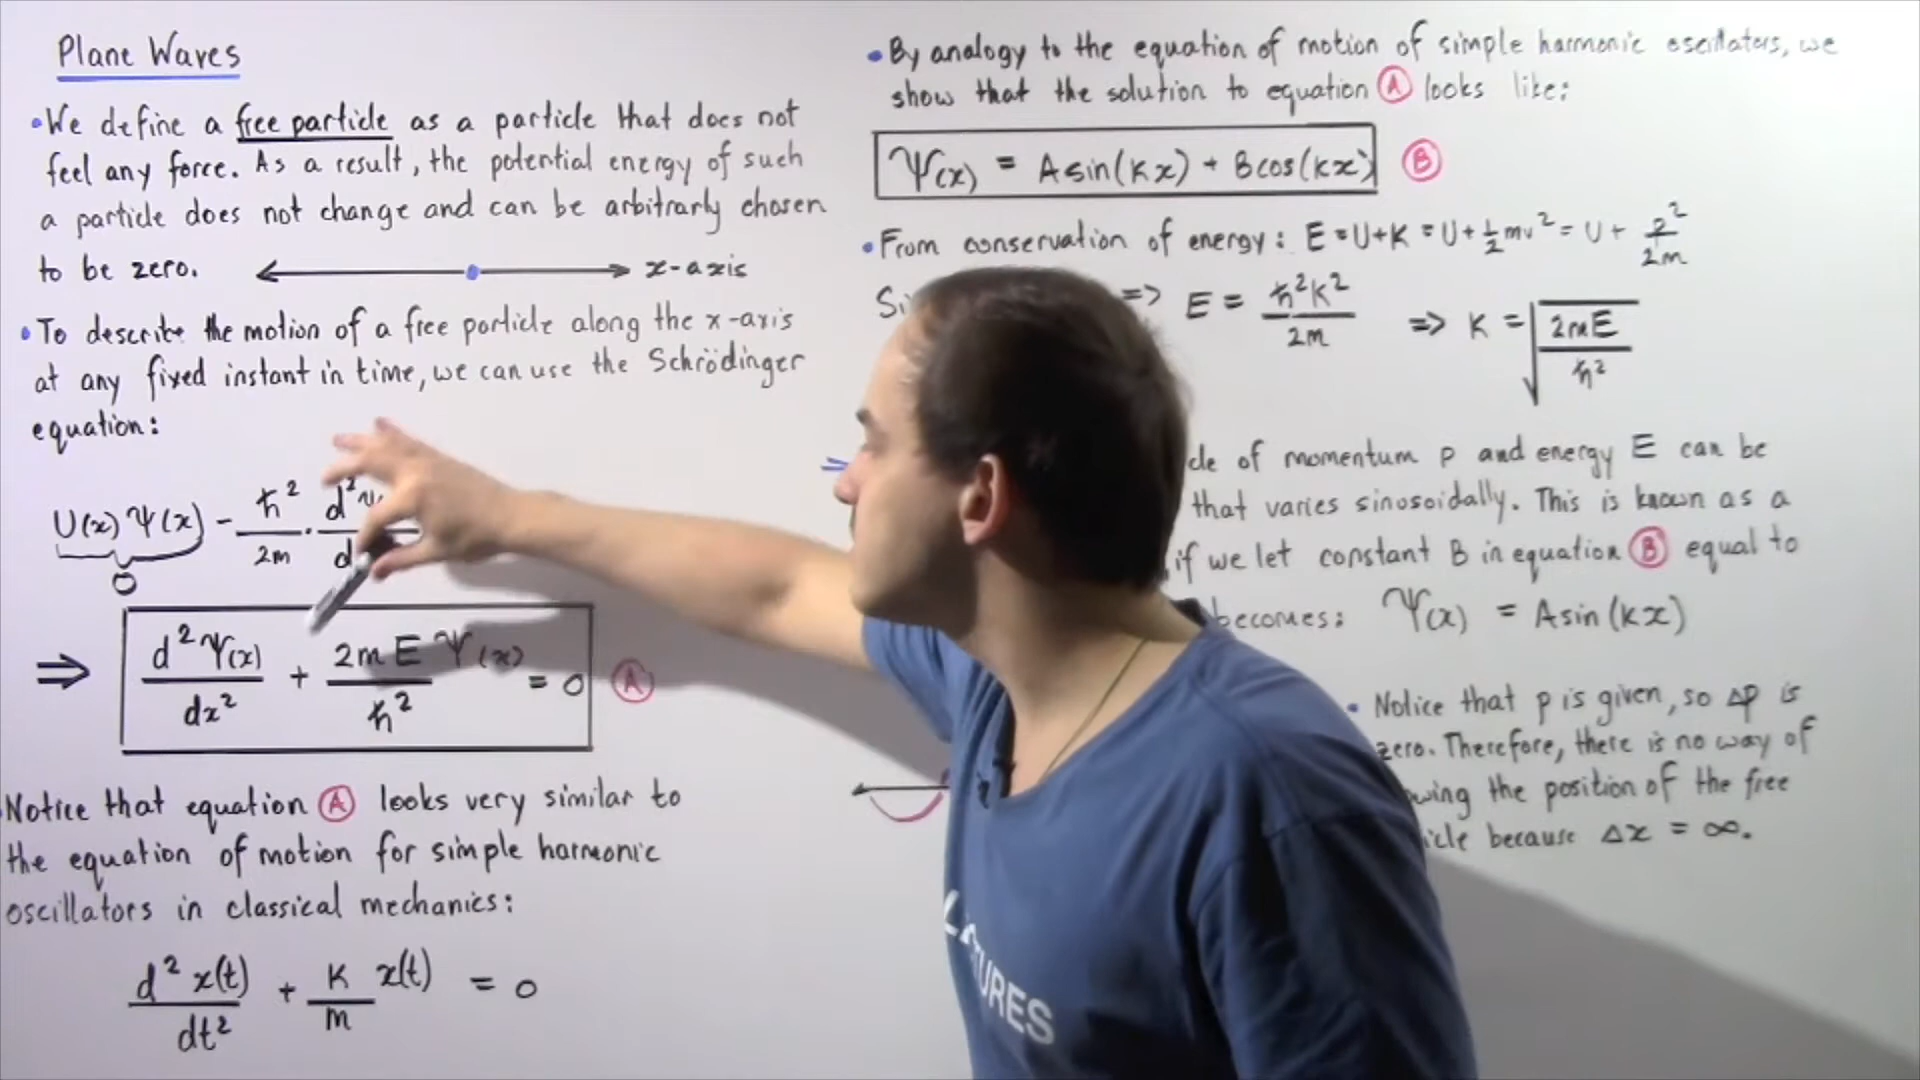 Plane Waves
• We define a free particle as a particle that does not
feel any force. As a result, the potential energy of such
a particle does not change and can be arbitrarly chosen
to be zero.
x-axis
• To describe the motion of a free particle along the x-axis
at any fixed instant in time, we can use the Schrödinger
equation:
U(x) Ψ(x) - ħ²/2m · d²
0
⇒ d²Ψ(x)/dx² + 2mE/ħ² Ψ(x) = 0 (A)
Notice that equation (A) looks very similar to
the equation of motion for simple harmonic
oscillators in classical mechanics:
d² x(t)/dt² + k/m x(t) = 0
• By analogy to the equation of motion of simple harmonic oscillators, we
show that the solution to equation (A) looks like:
Ψ(x) = A sin(kx) + B cos(kx) (B)
• From conservation of energy: E = U+K = U + ½mv² = U + p²/2m
⇒ E = ħ²k²/2m ⇒ k = √(2mE/ħ²)
of momentum p and energy E can be
that varies sinosoidally. This is known as a
if we let constant B in equation (B) equal to
becomes: Ψ(x) = A sin(kx)
• Notice that p is given, so Δp is
zero. Therefore, there is no way of
the position of the free
because Δx = ∞.